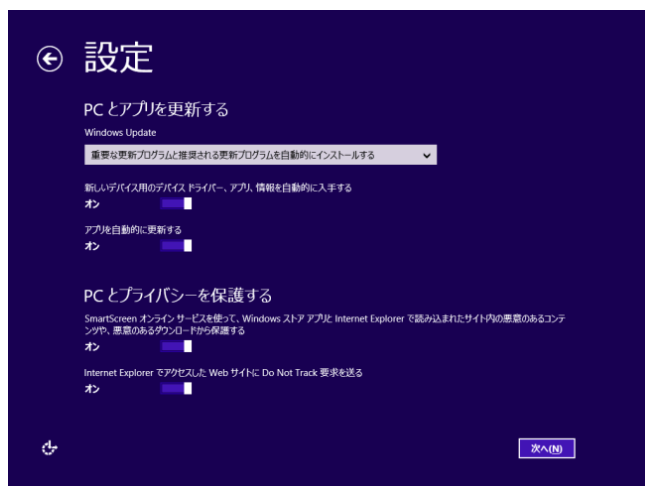 設定
PC とアプリを更新する
Windows Update
重要な更新プログラムと推奨される更新プログラムを自動的にインストールする
新しいデバイス用のデバイス ドライバー、アプリ、情報を自動的に入手する
オン
アプリを自動的に更新する
オン
PC とプライバシーを保護する
SmartScreen オンライン サービスを使って、Windows ストア アプリと Internet Explorer で読み込まれたサイト内の悪意のあるコンテ
ンツや、悪意のあるダウンロードから保護する
オン
Internet Explorer でアクセスした Web サイトに Do Not Track 要求を送る
オン
次へ(N)